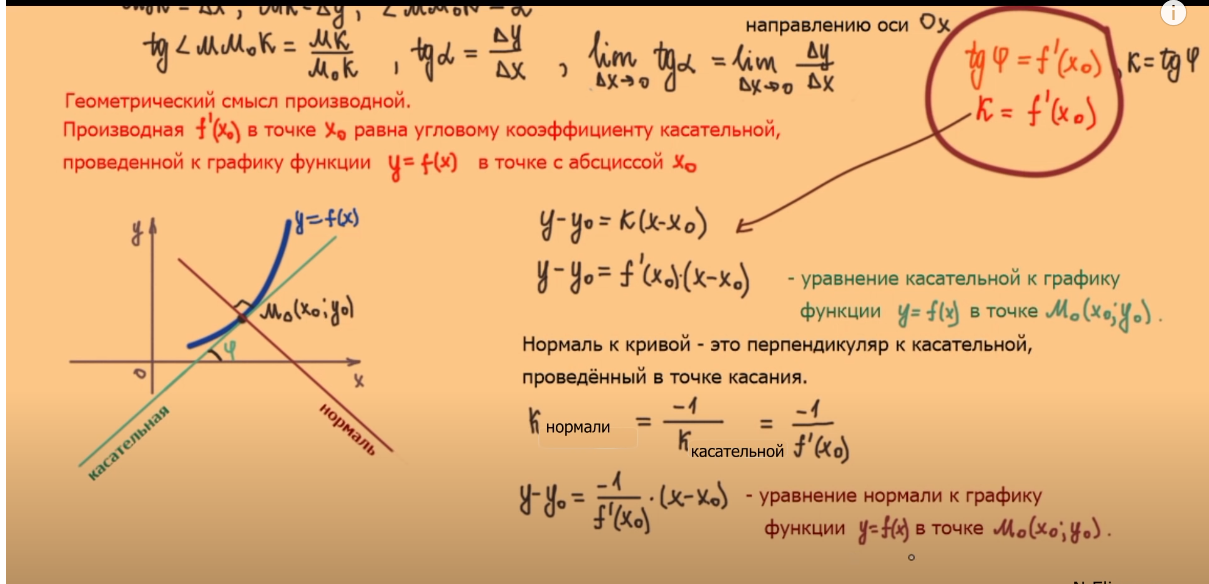 tg∠MM₀K = MK/M₀K , tgα = Δy/Δx , lim Δx→0 tgα = lim Δx→0 Δy/Δx
направлению оси Ox
tg φ = f'(x₀), K = tg φ
K = f'(x₀)
Геометрический смысл производной.
Производная f'(x₀) в точке x₀ равна угловому кооэффициенту касательной,
проведенной к графику функции y = f(x) в точке с абсциссой x₀
y
y=f(x)
M₀(x₀;y₀)
φ
0
x
касательная
нормаль
y-y₀ = K(x-x₀)
y-y₀ = f'(x₀)·(x-x₀) - уравнение касательной к графику
функции y=f(x) в точке M₀(x₀;y₀).
Нормаль к кривой - это перпендикуляр к касательной,
проведённый в точке касания.
K нормали = -1/K касательной = -1/f'(x₀)
y-y₀ = -1/f'(x₀) · (x-x₀) - уравнение нормали к графику
функции y=f(x) в точке M₀(x₀;y₀).